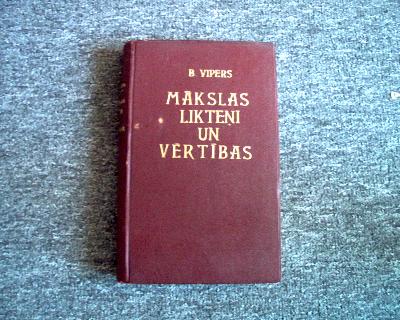 B VIPERS
MĀKSLAS
LIKTEŅI
UN
VĒRTĪBAS